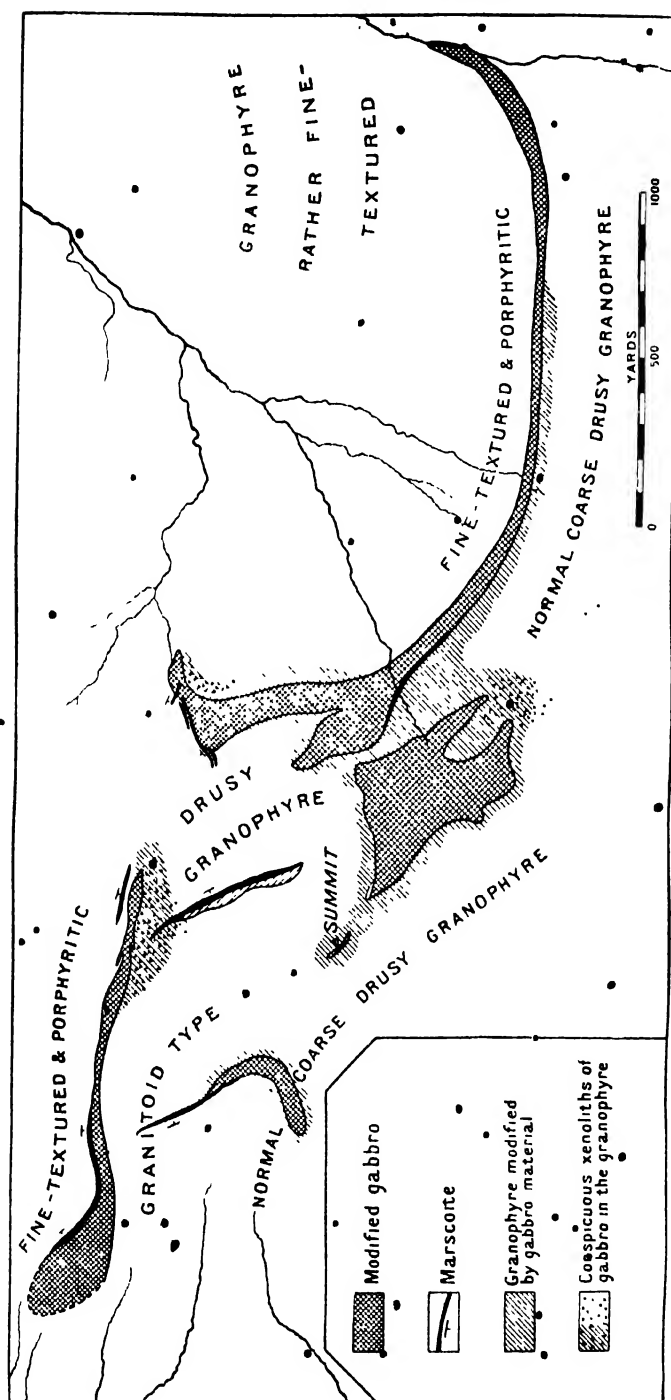 FINE-TEXTURED & PORPHYRITIC
GRANOPHYRE
RATHER FINE-
TEXTURED
DRUSY
GRANOPHYRE
GRANITOID TYPE
SUMMIT
FINE-TEXTURED & PORPHYRITIC
NORMAL
COARSE DRUSY GRANOPHYRE
NORMAL COARSE DRUSY GRANOPHYRE
YARDS
0 500 1000
Modified gabbro
Marscoite
Granophyre modified
by gabbro material
Conspicuous xenoliths of
gabbro in the granophyre